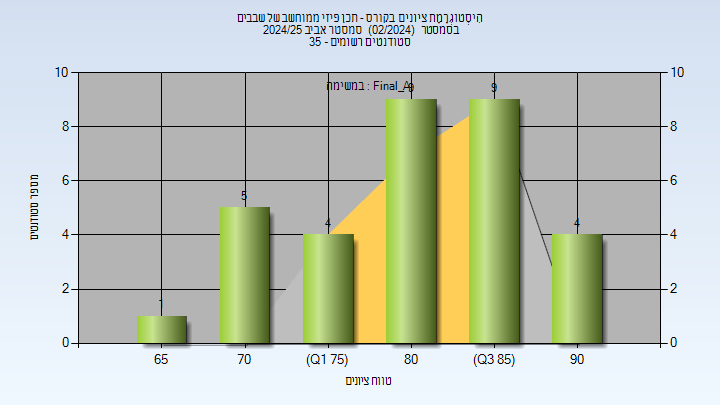 היסטוגרמת ציונים בקורס - תכן פיזי ממוחשב של שבבים
בסמסטר (02/2024) סמסטר אביב 2024/25
סטודנטים רשומים - 35
במשימה : Final_A
מספר סטודנטים
10
8
6
4
2
0
10
8
6
4
2
0
1
5
4
9
9
4
65
70
(Q1 75)
80
(Q3 85)
90
טווח ציונים